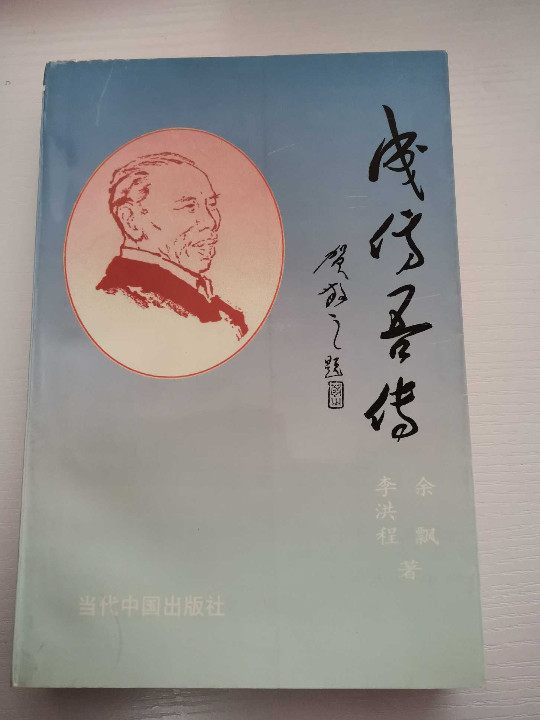 成仿吾传
贺敬之题
余飘
李洪程
著
当代中国出版社